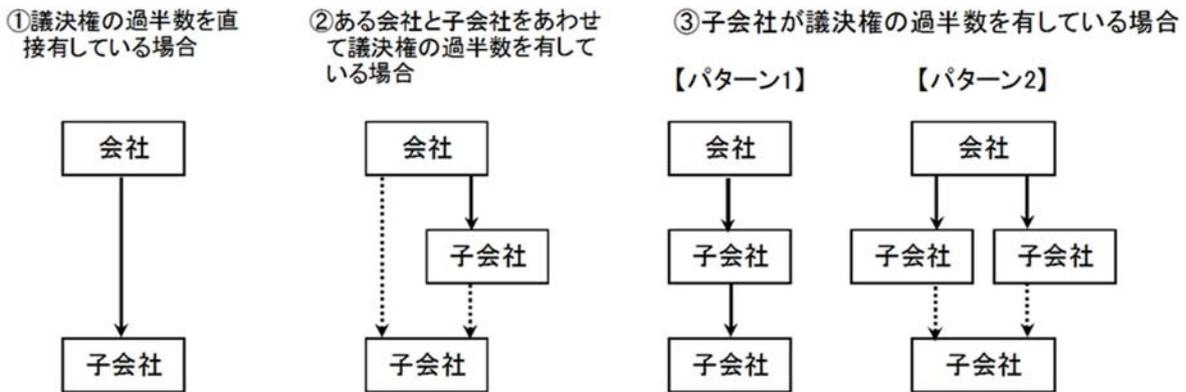 ①議決権の過半数を直
接有している場合
②ある会社と子会社をあわせ
て議決権の過半数を有して
いる場合
③子会社が議決権の過半数を有している場合
【パターン1】
【パターン2】
会社
会社
会社
会社
子会社
子会社
子会社
子会社
子会社
子会社
子会社
子会社